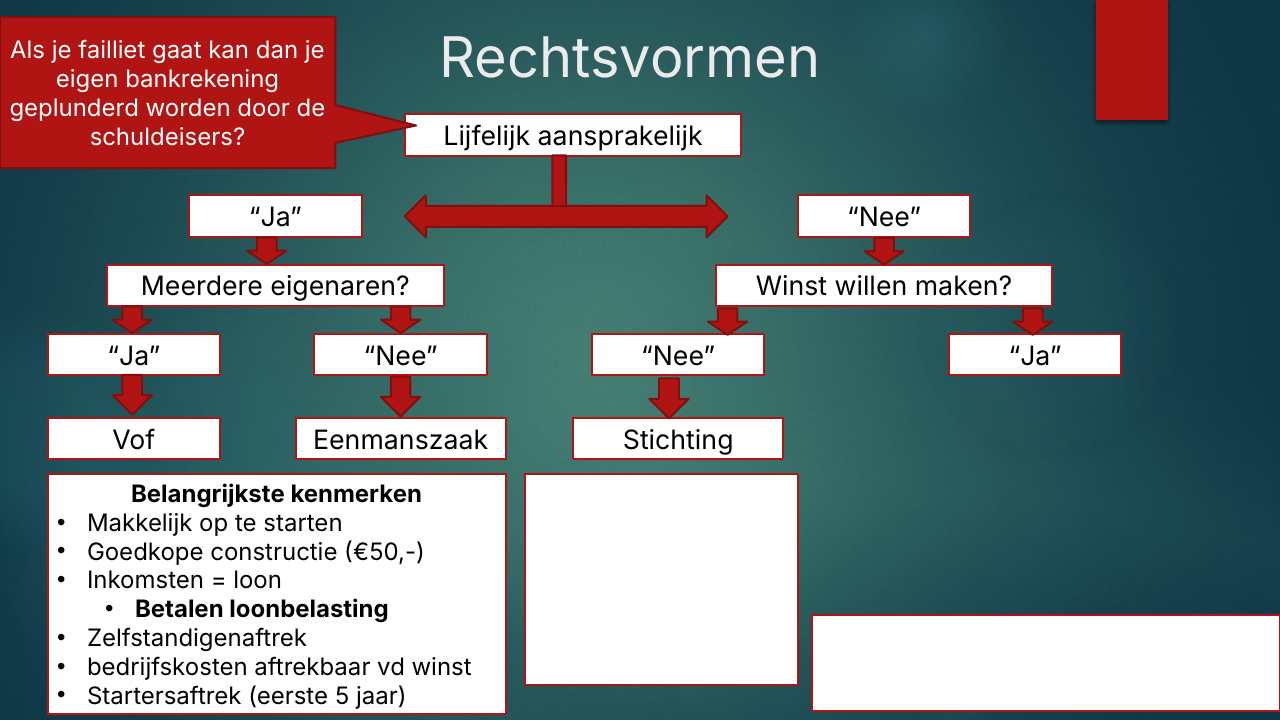 Als je failliet gaat kan dan je
eigen bankrekening
geplunderd worden door de
schuldeisers?
Rechtsvormen
Lijfelijk aansprakelijk
“Ja”
“Nee”
Meerdere eigenaren?
Winst willen maken?
“Ja”
“Nee”
“Nee”
“Ja”
Vof
Eenmanszaak
Stichting
Belangrijkste kenmerken
• Makkelijk op te starten
• Goedkope constructie (€50,-)
• Inkomsten = loon
• Betalen loonbelasting
• Zelfstandigenaftrek
• bedrijfskosten aftrekbaar vd winst
• Startersaftrek (eerste 5 jaar)